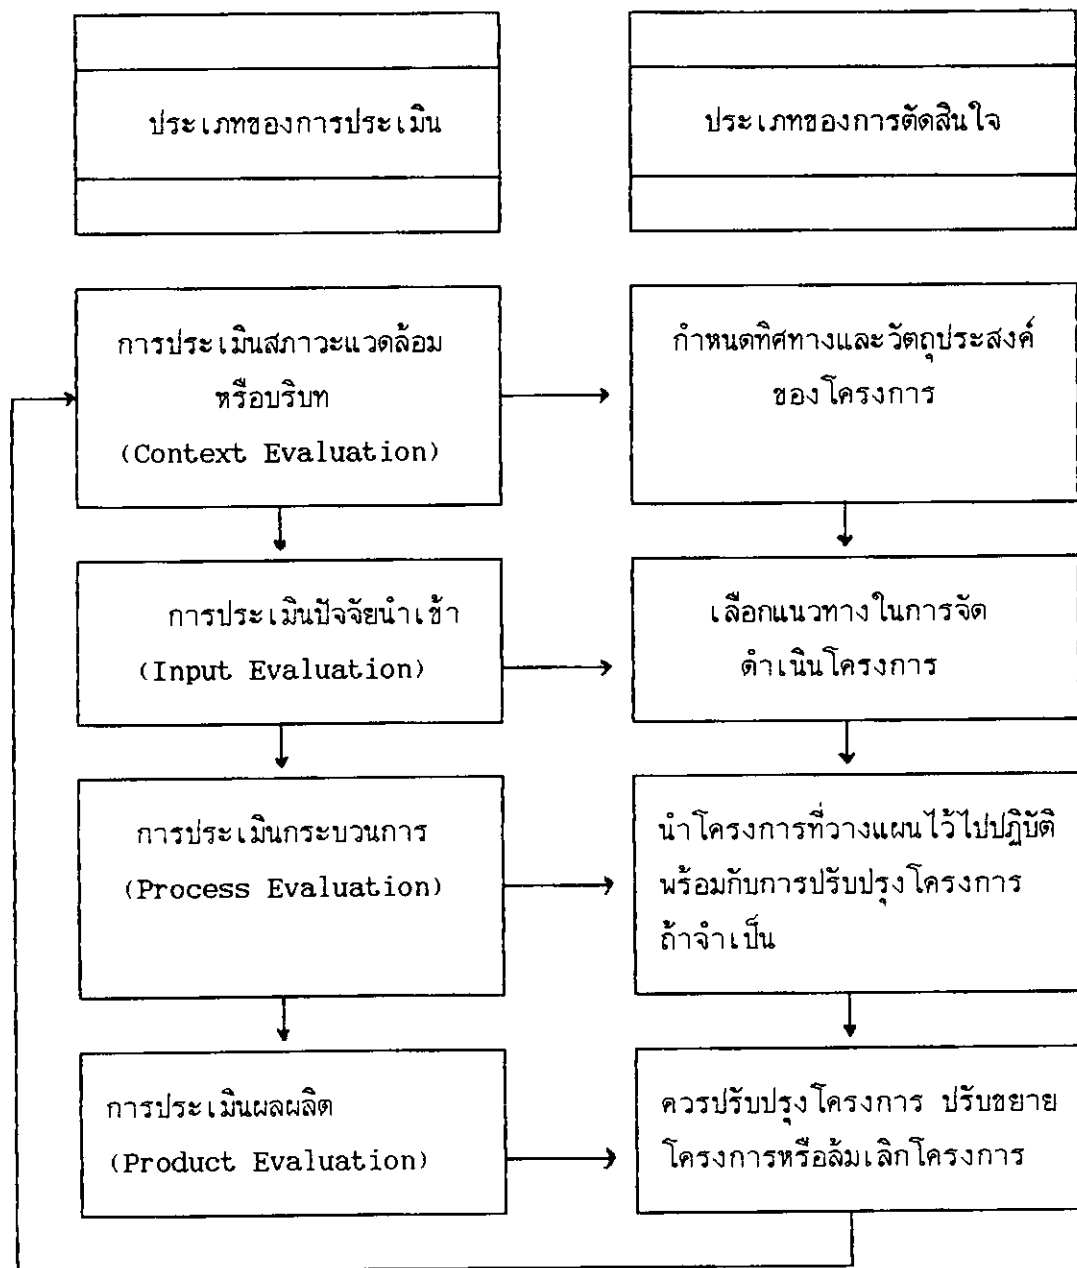 ประเภทของการประเมิน
ประเภทของการตัดสินใจ
การประเมินสภาวะแวดล้อม
หรือบริบท
(Context Evaluation)
กำหนดทิศทางและวัตถุประสงค์
ของโครงการ
การประเมินปัจจัยนำเข้า
(Input Evaluation)
เลือกแนวทางในการจัด
ดำเนินโครงการ
การประเมินกระบวนการ
(Process Evaluation)
นำโครงการที่วางแผนไว้ไปปฏิบัติ
พร้อมกับการปรับปรุงโครงการ
ถ้าจำเป็น
การประเมินผลผลิต
(Product Evaluation)
ควรปรับปรุงโครงการ ปรับขยาย
โครงการหรือล้มเลิกโครงการ